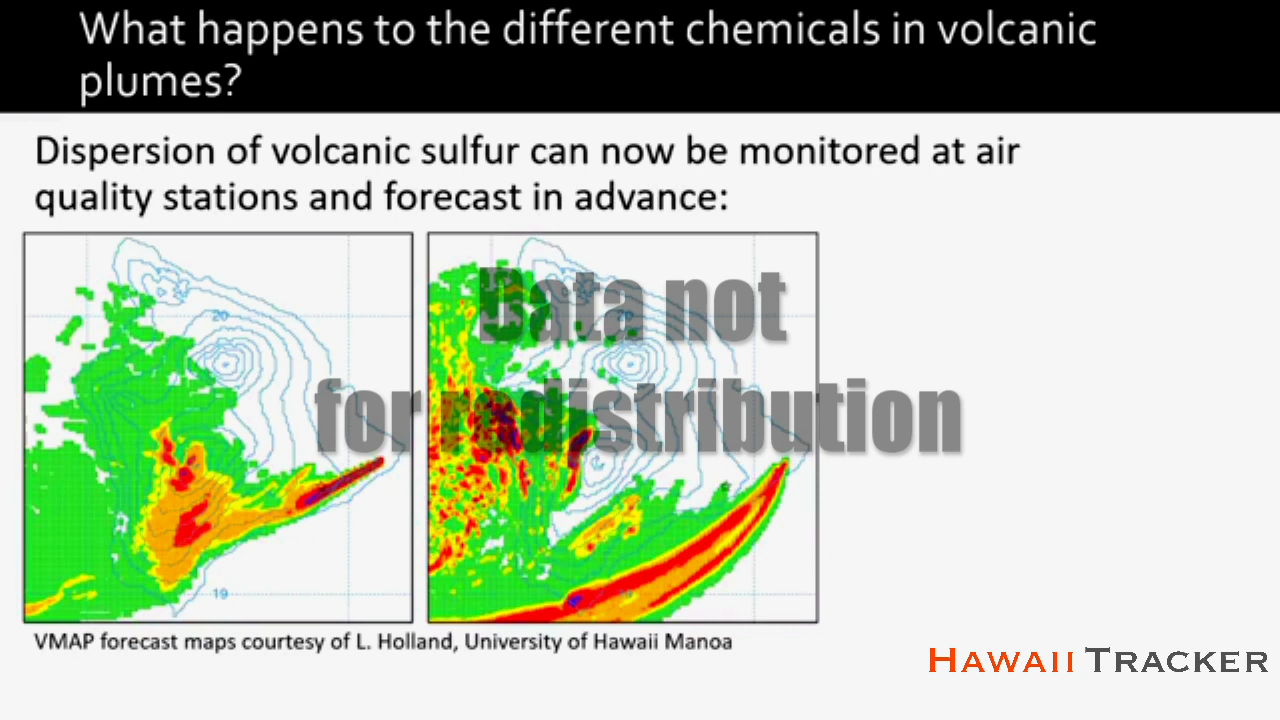 What happens to the different chemicals in volcanic
plumes?
Dispersion of volcanic sulfur can now be monitored at air
quality stations and forecast in advance:
Data not
for redistribution
20
20
19
19
VMAP forecast maps courtesy of L. Holland, University of Hawaii Manoa
HAWAII TRACKER